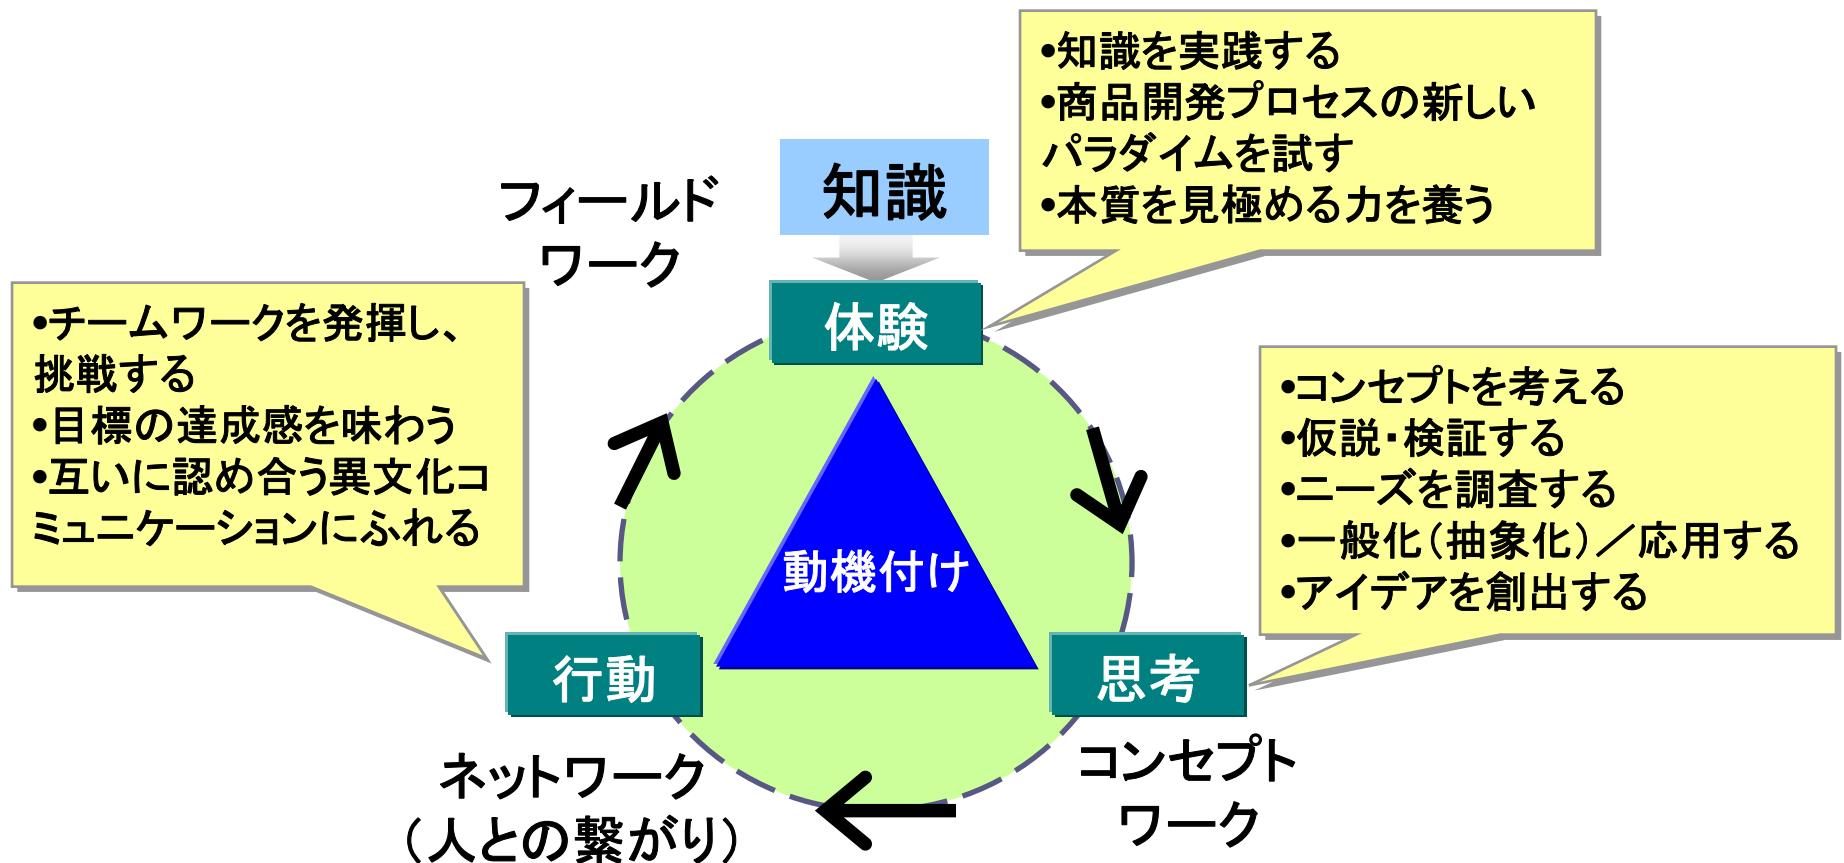 •知識を実践する
•商品開発プロセスの新しい
パラダイムを試す
•本質を見極める力を養う
知識
フィールド
ワーク
体験
•チームワークを発揮し、
挑戦する
•目標の達成感を味わう
•互いに認め合う異文化コ
ミュニケーションにふれる
•コンセプトを考える
•仮説・検証する
•ニーズを調査する
•一般化（抽象化）／応用する
•アイデアを創出する
動機付け
行動
思考
ネットワーク
（人との繋がり）
コンセプト
ワーク